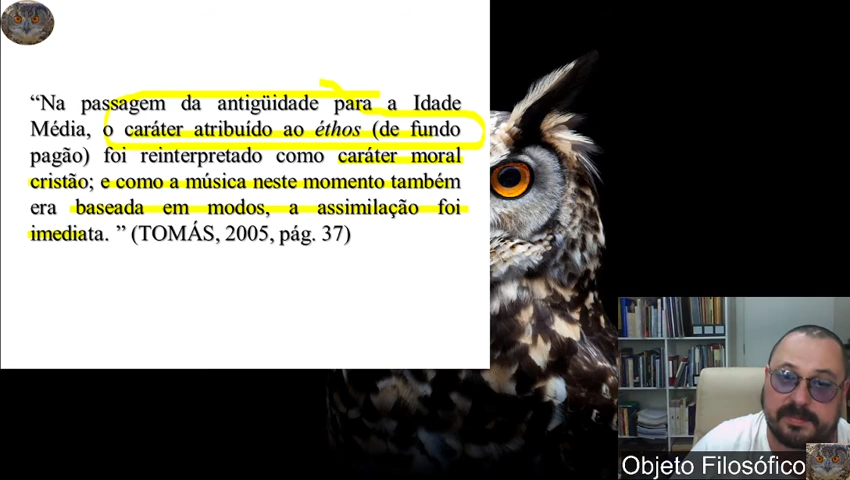 “Na passagem da antigüidade para a Idade
Média, o caráter atribuído ao éthos (de fundo
pagão) foi reinterpretado como caráter moral
cristão; e como a música neste momento também
era baseada em modos, a assimilação foi
imediata. ” (TOMÁS, 2005, pág. 37)
Objeto Filosófico